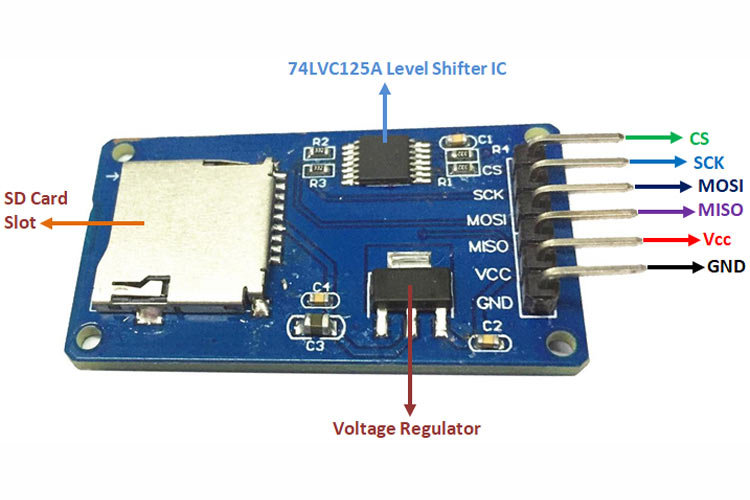 74LVC125A Level Shifter IC
R2
C1
R4
CS
SCK
MOSI
MISO
Vcc
GND
R3
R1
CS
SCK
MOSI
MISO
VCC
GND
SD Card
Slot
C4
C3
C2
Voltage Regulator